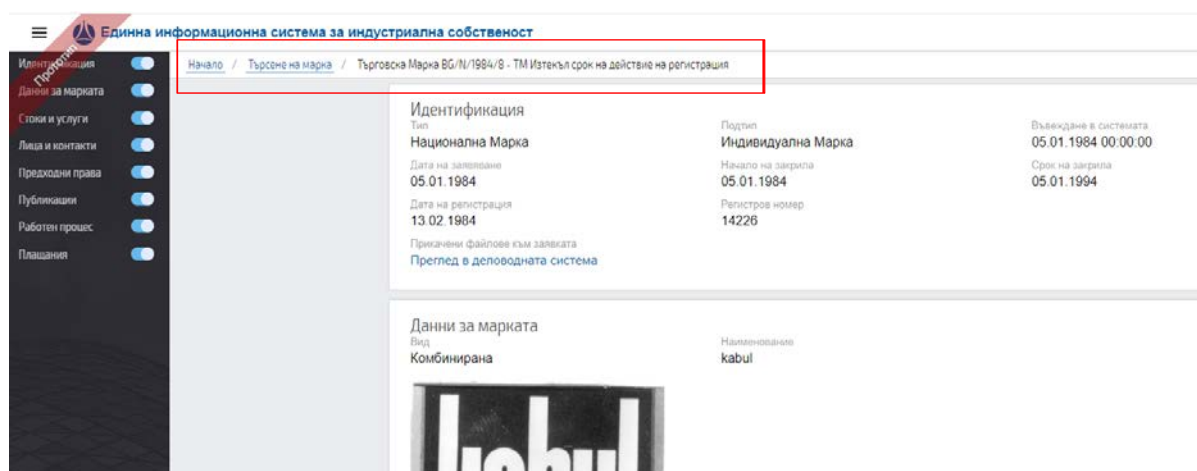 Единна информационна система за индустриална собственост
Прототип
Начало / Търсене на марка / Търговска Марка BG/N/1984/8 - ТМ Изтекъл срок на действие на регистрация
Идентификация
Данни за марката
Стоки и услуги
Лица и контакти
Предходни права
Публикации
Работен процес
Плащания
Идентификация
Тип Подтип Въвеждане в системата
Национална Марка Индивидуална Марка 05.01.1984 00:00:00
Дата на заявяване Начало на закрила Срок на закрила
05.01.1984 05.01.1984 05.01.1994
Дата на регистрация Регистров номер
13.02.1984 14226
Прикачени файлове към заявката
Преглед в деловодната система
Данни за марката
Вид Наименование
Комбинирана kabul
kabul